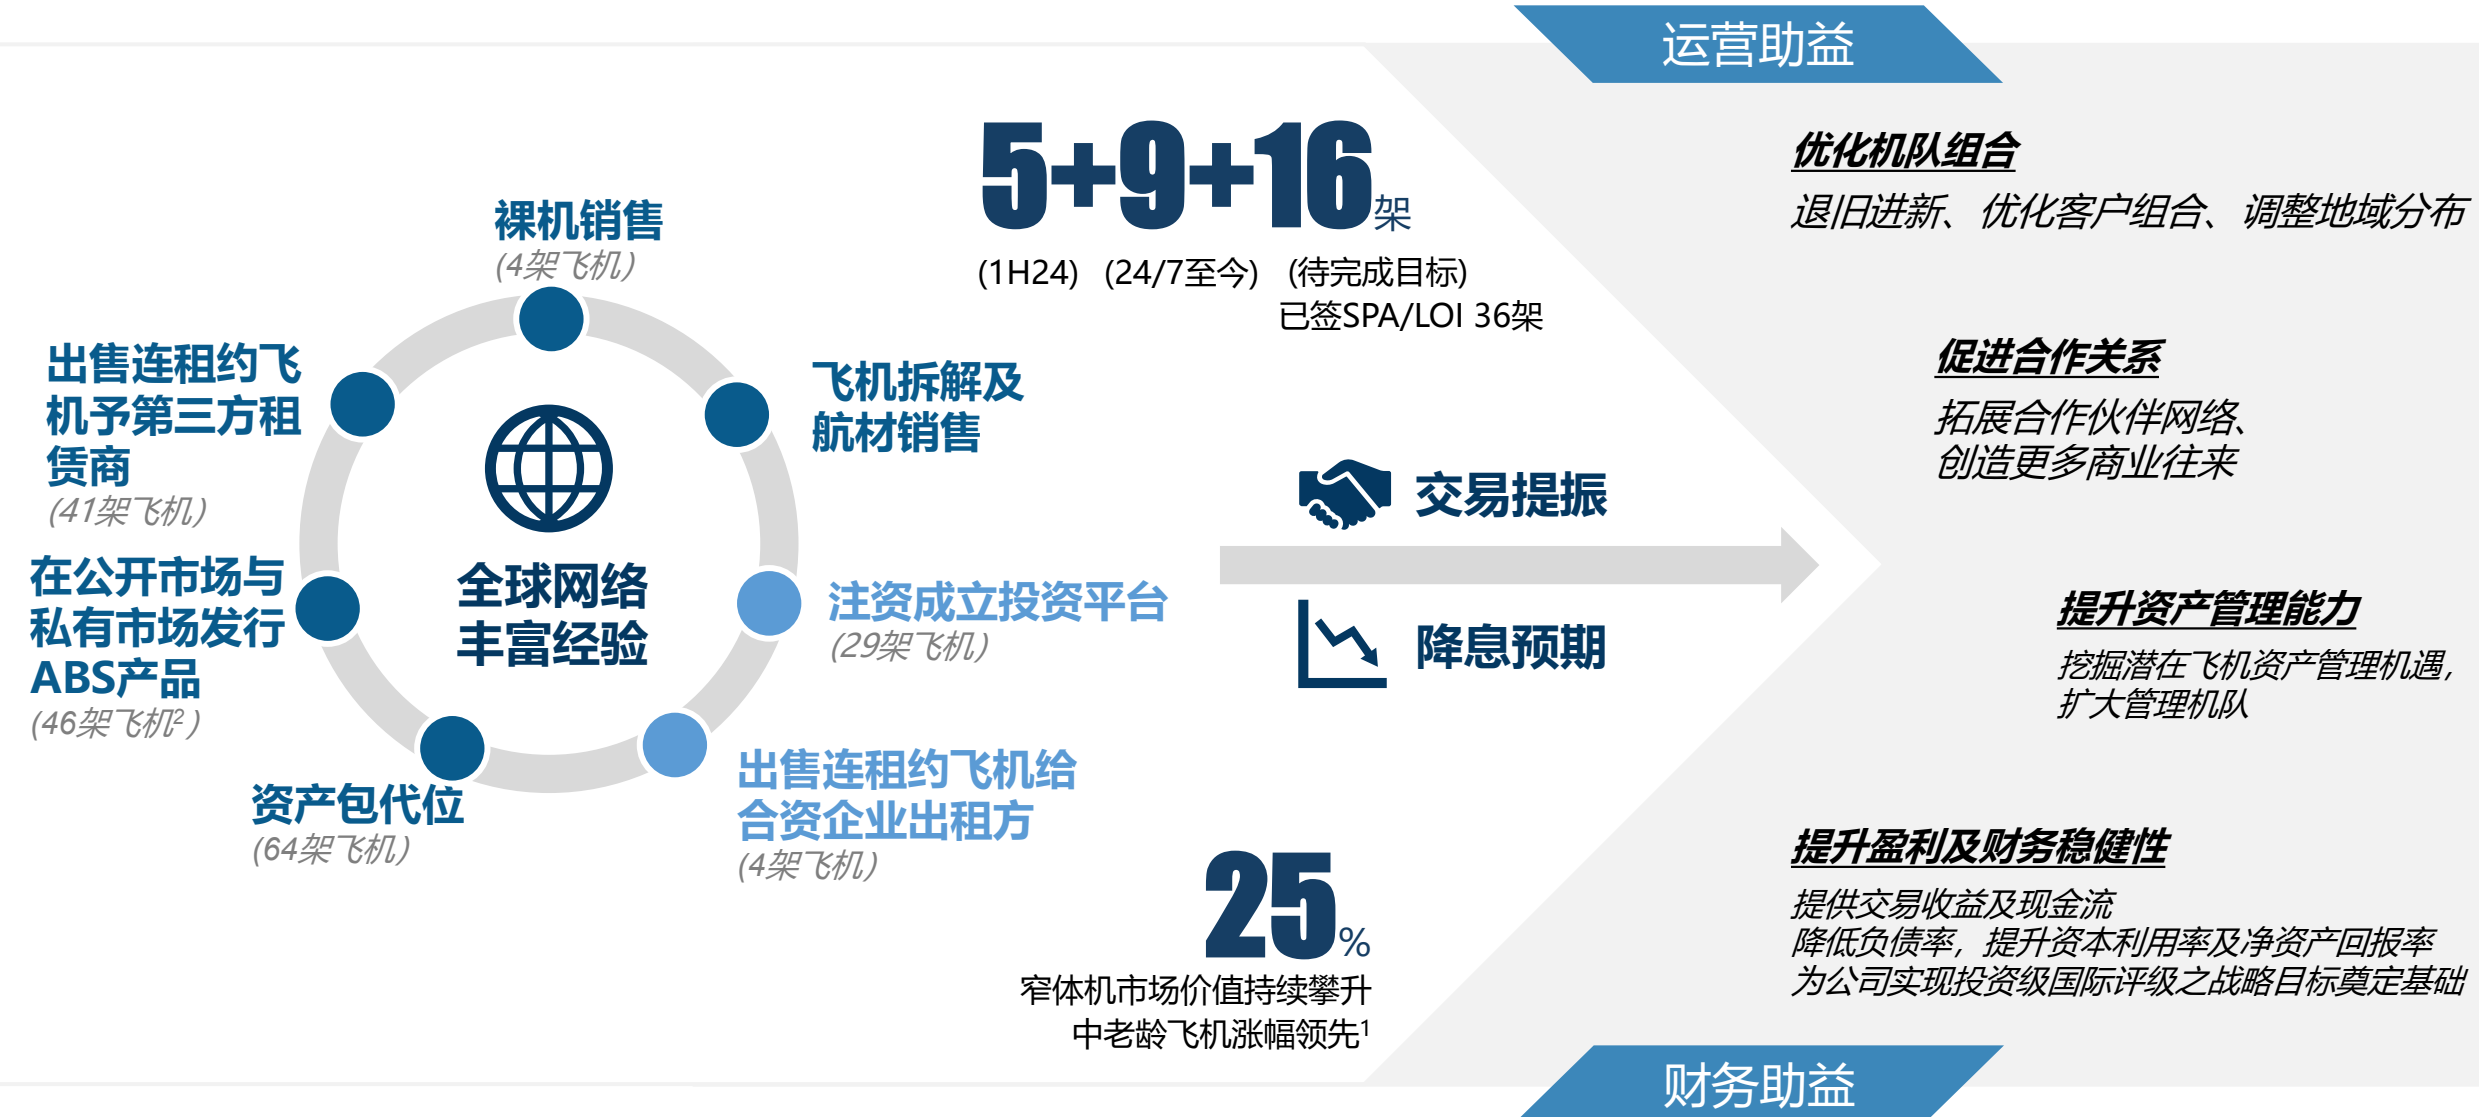 运营助益
5+9+16架
(1H24) (24/7至今) (待完成目标)
已签SPA/LOI 36架
裸机销售
(4架飞机）
飞机拆解及
航材销售
出售连租约飞
机予第三方租
赁商
(41架飞机）
在公开市场与
私有市场发行
ABS产品
(46架飞机2）
资产包代位
(64架飞机）
全球网络
丰富经验
注资成立投资平台
(29架飞机）
出售连租约飞机给
合资企业出租方
(4架飞机）
交易提振
降息预期
25%
窄体机市场价值持续攀升
中老龄飞机涨幅领先1
优化机队组合
退旧进新、优化客户组合、调整地域分布
促进合作关系
拓展合作伙伴网络、
创造更多商业往来
提升资产管理能力
挖掘潜在飞机资产管理机遇，
扩大管理机队
提升盈利及财务稳健性
提供交易收益及现金流
降低负债率，提升资本利用率及净资产回报率
为公司实现投资级国际评级之战略目标奠定基础
财务助益